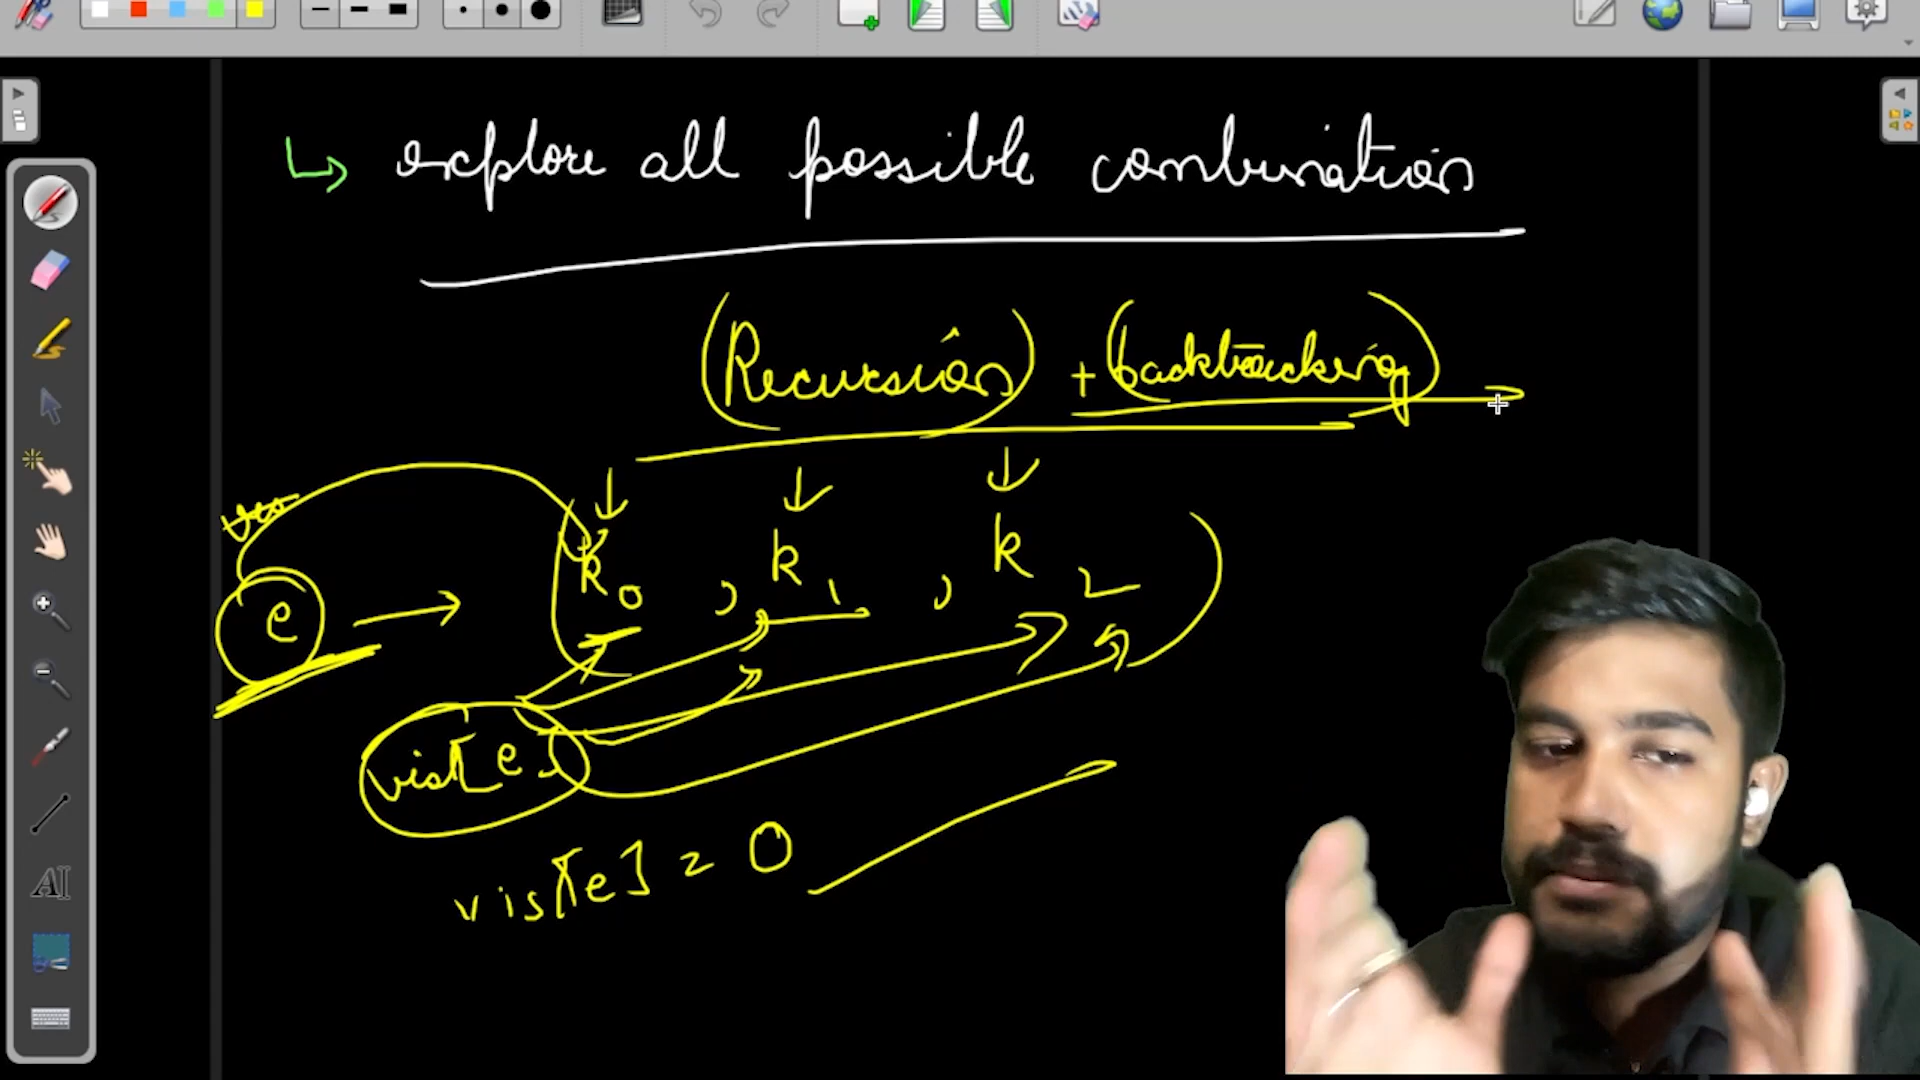 ↳ explore all possible combination
(Recursion) + (backtracking)
e → (k0 , k1 , k2)
vis[e]
vis[e] = 0